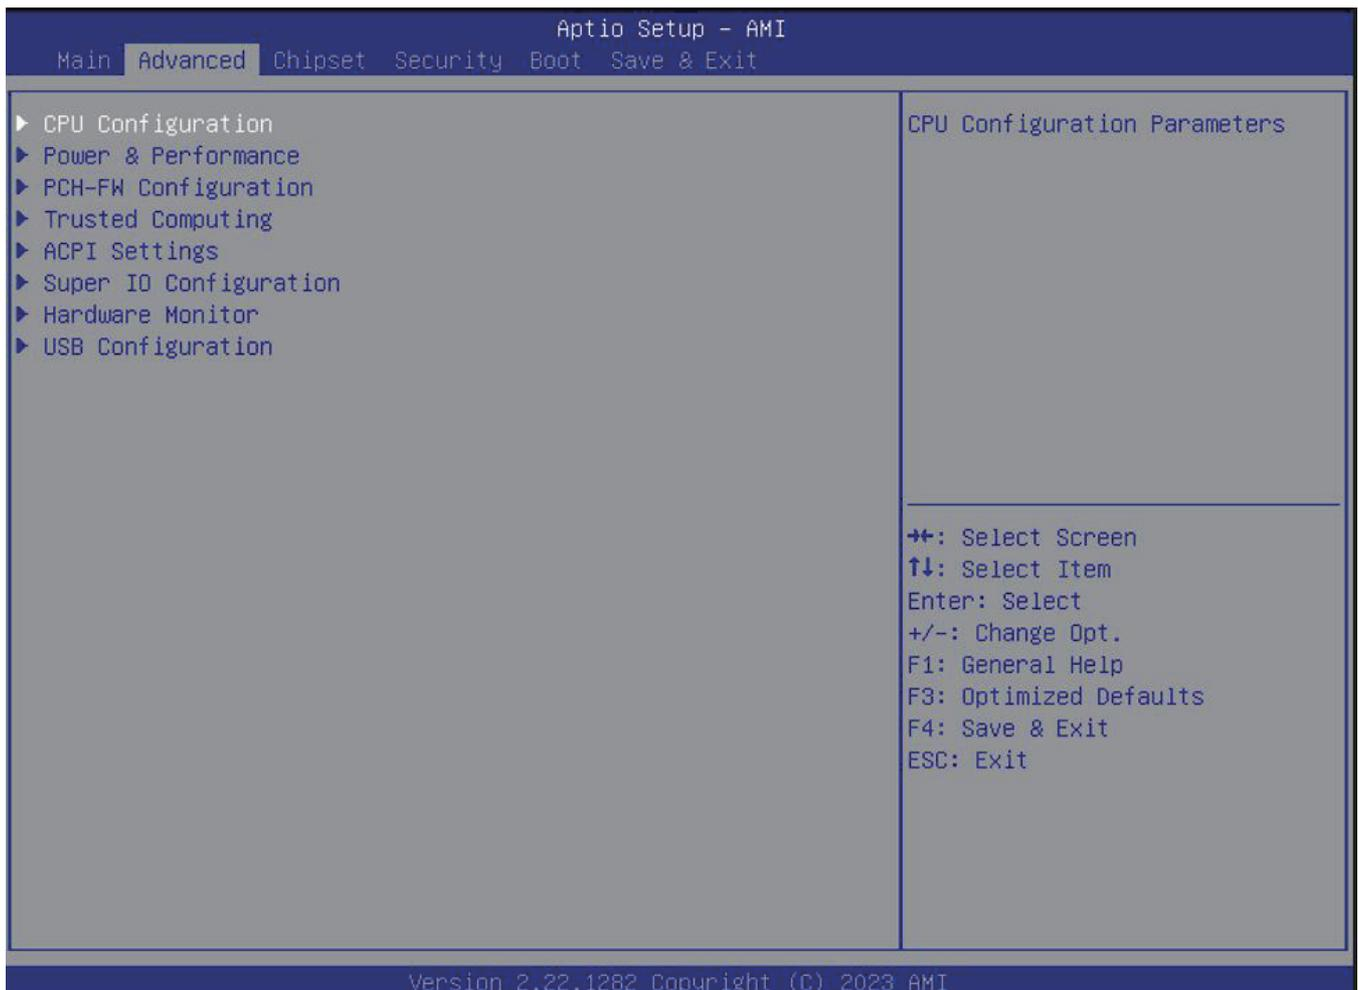 Aptio Setup – AMI
Main Advanced Chipset Security Boot Save & Exit
CPU Configuration
Power & Performance
PCH-FW Configuration
Trusted Computing
ACPI Settings
Super IO Configuration
Hardware Monitor
USB Configuration
CPU Configuration Parameters
→←: Select Screen
↑↓: Select Item
Enter: Select
+/-: Change Opt.
F1: General Help
F3: Optimized Defaults
F4: Save & Exit
ESC: Exit
Version 2.22.1282 Copyright (C) 2023 AMI